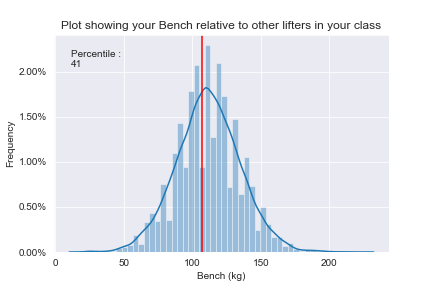 Plot showing your Bench relative to other lifters in your class
Percentile :
41
2.00%
1.50%
1.00%
0.50%
0.00%
Frequency
0 50 100 150 200
Bench (kg)